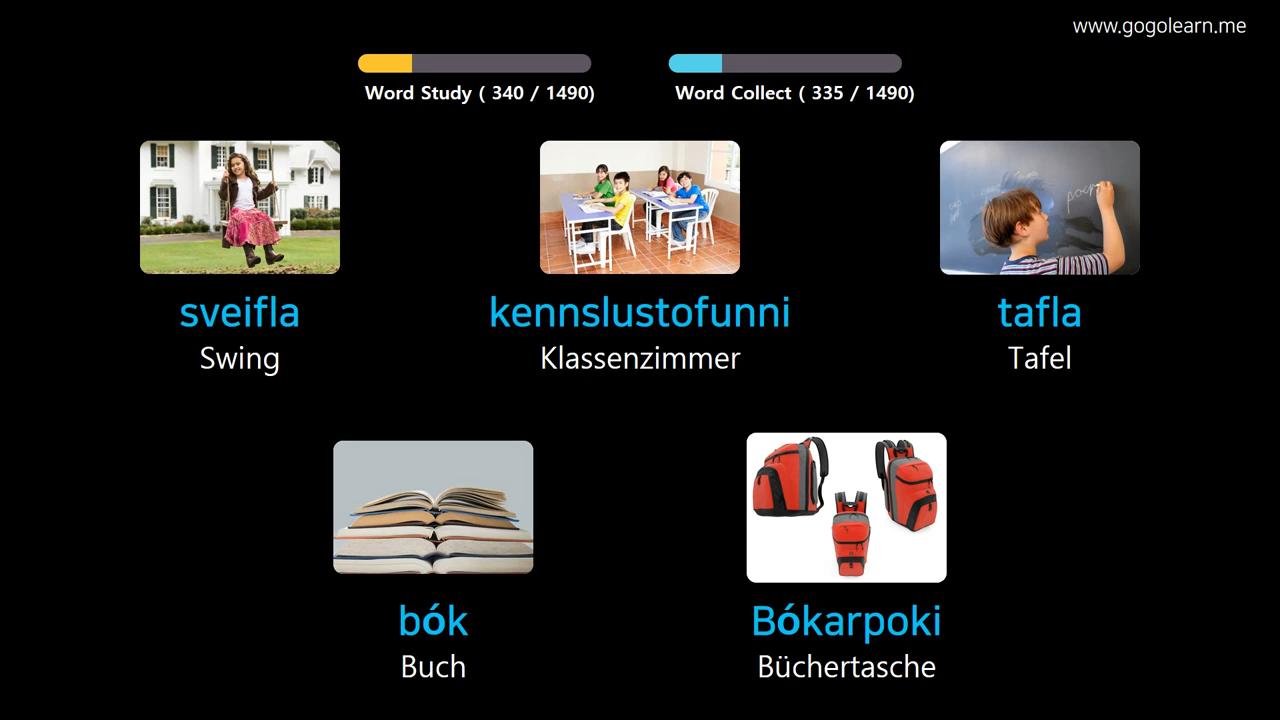 www.gogolearn.me
Word Study ( 340 / 1490)
Word Collect ( 335 / 1490)
sveifla
Swing
kennslustofunni
Klassenzimmer
tafla
Tafel
bók
Buch
Bókarpoki
Büchertasche